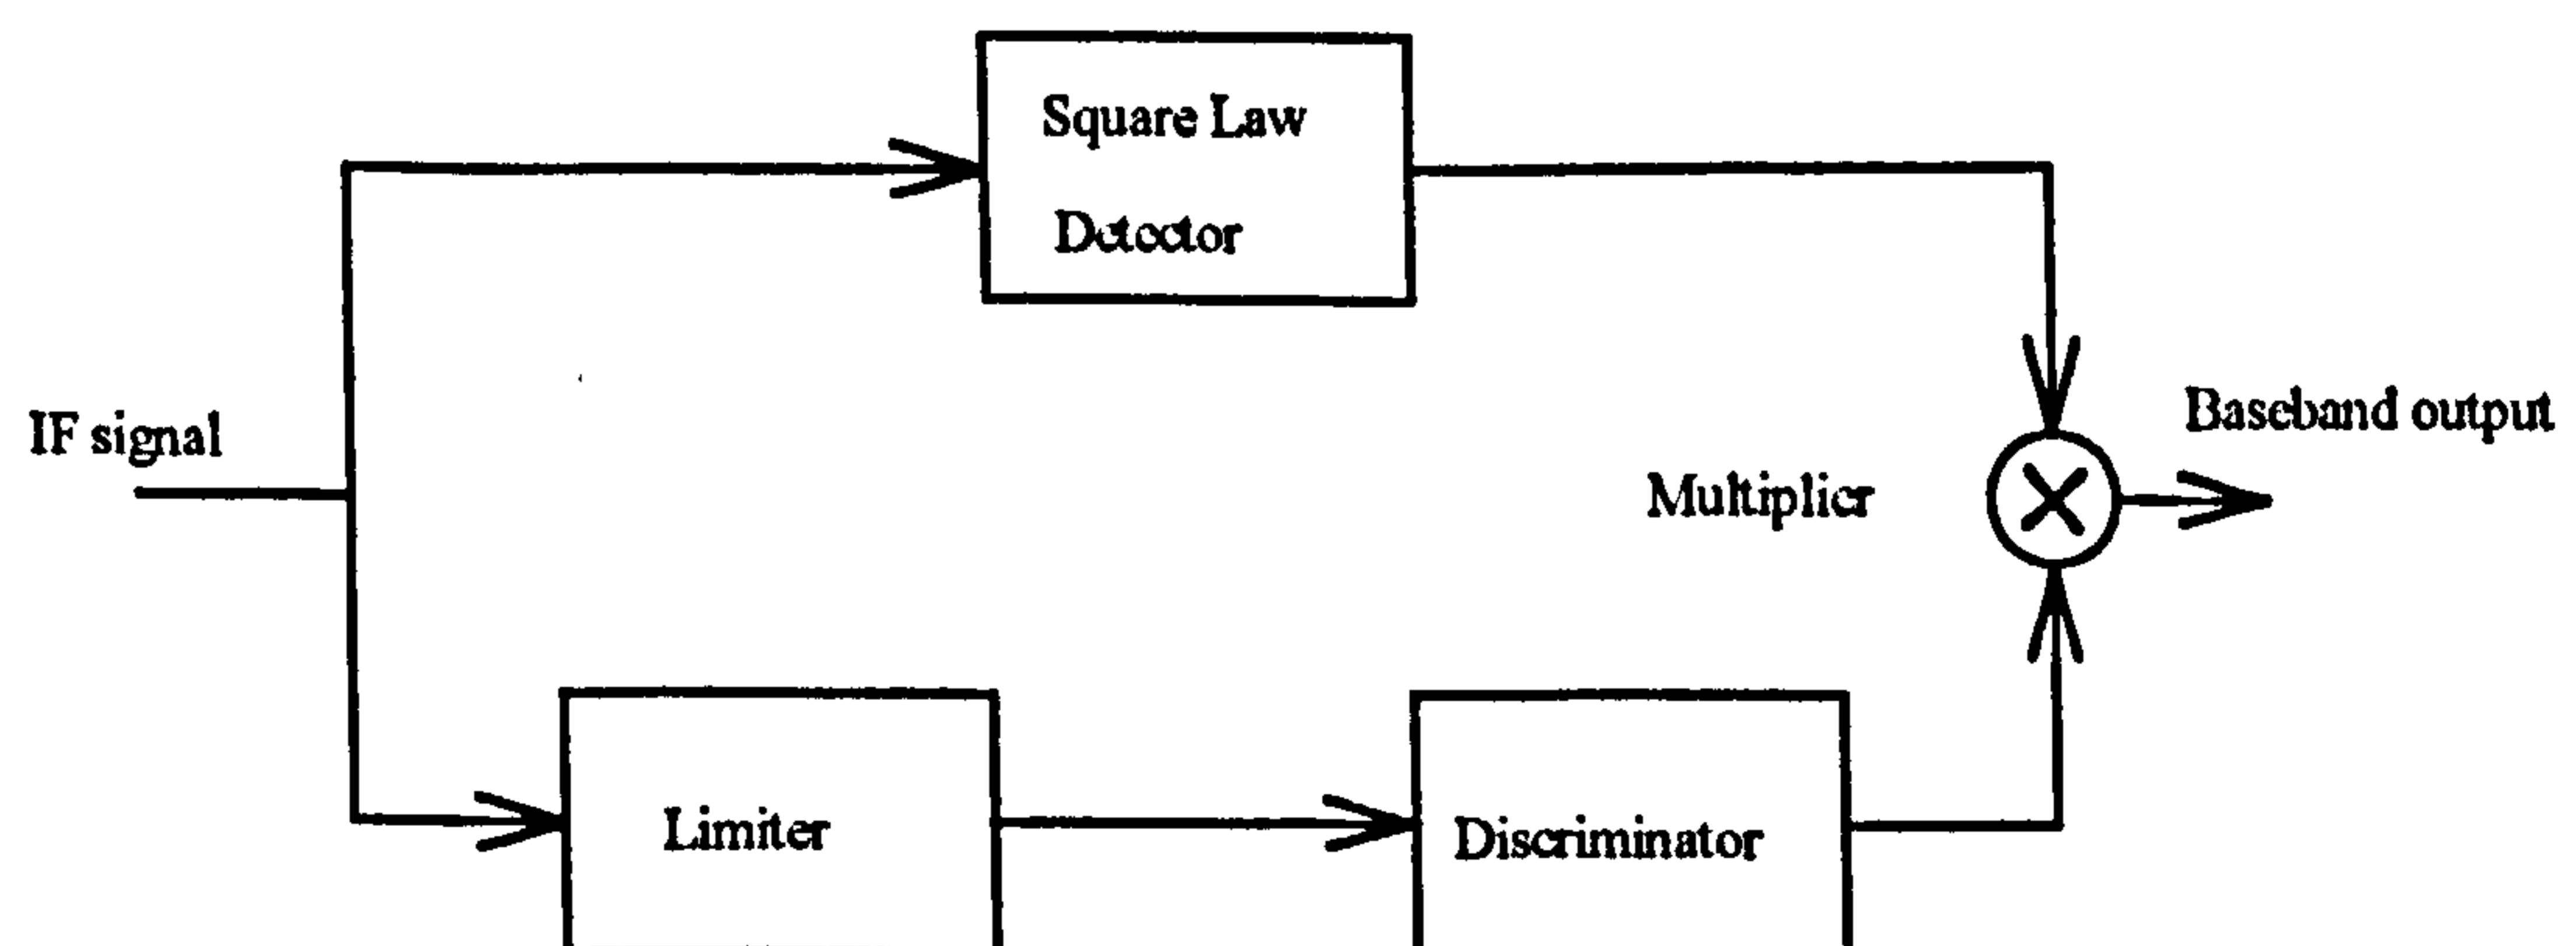 Square Law
Detector
IF signal
Baseband output
Multiplier
Limiter
Discriminator